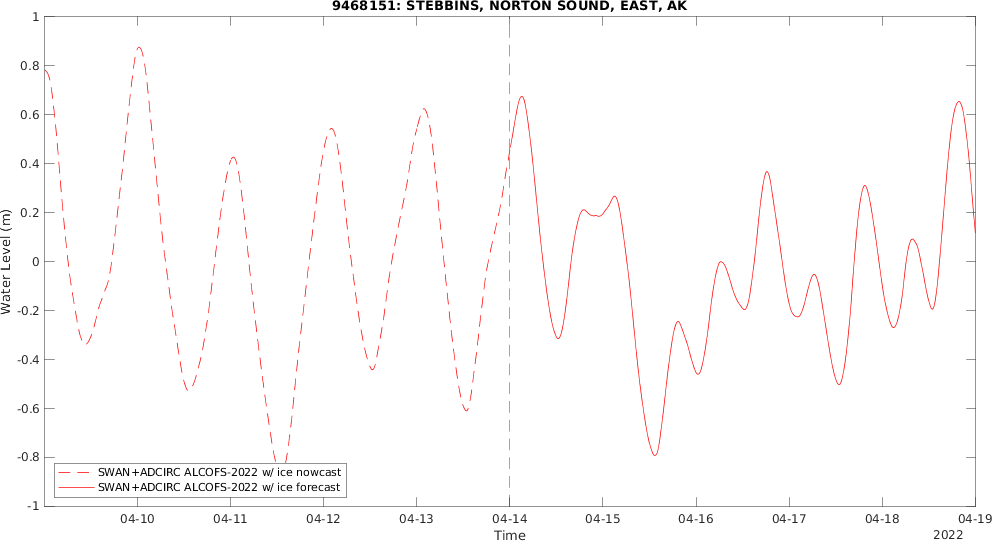 9468151: STEBBINS, NORTON SOUND, EAST, AK
1
0.8
0.6
0.4
0.2
0
-0.2
-0.4
-0.6
-0.8
-1
Water Level (m)
SWAN+ADCIRC ALCOFS-2022 w/ ice nowcast
SWAN+ADCIRC ALCOFS-2022 w/ ice forecast
04-10 04-11 04-12 04-13 04-14 04-15 04-16 04-17 04-18 04-19
Time 2022